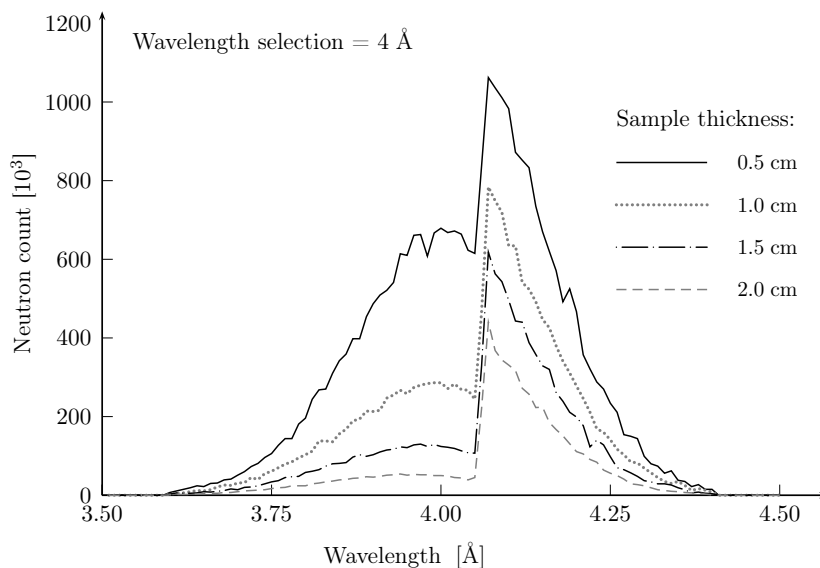 1200
Wavelength selection = 4 Å
1000
Sample thickness:
0.5 cm
800
1.0 cm
1.5 cm
600
2.0 cm
400
200
0
Neutron count [10³]
3.50 3.75 4.00 4.25 4.50
Wavelength [Å]